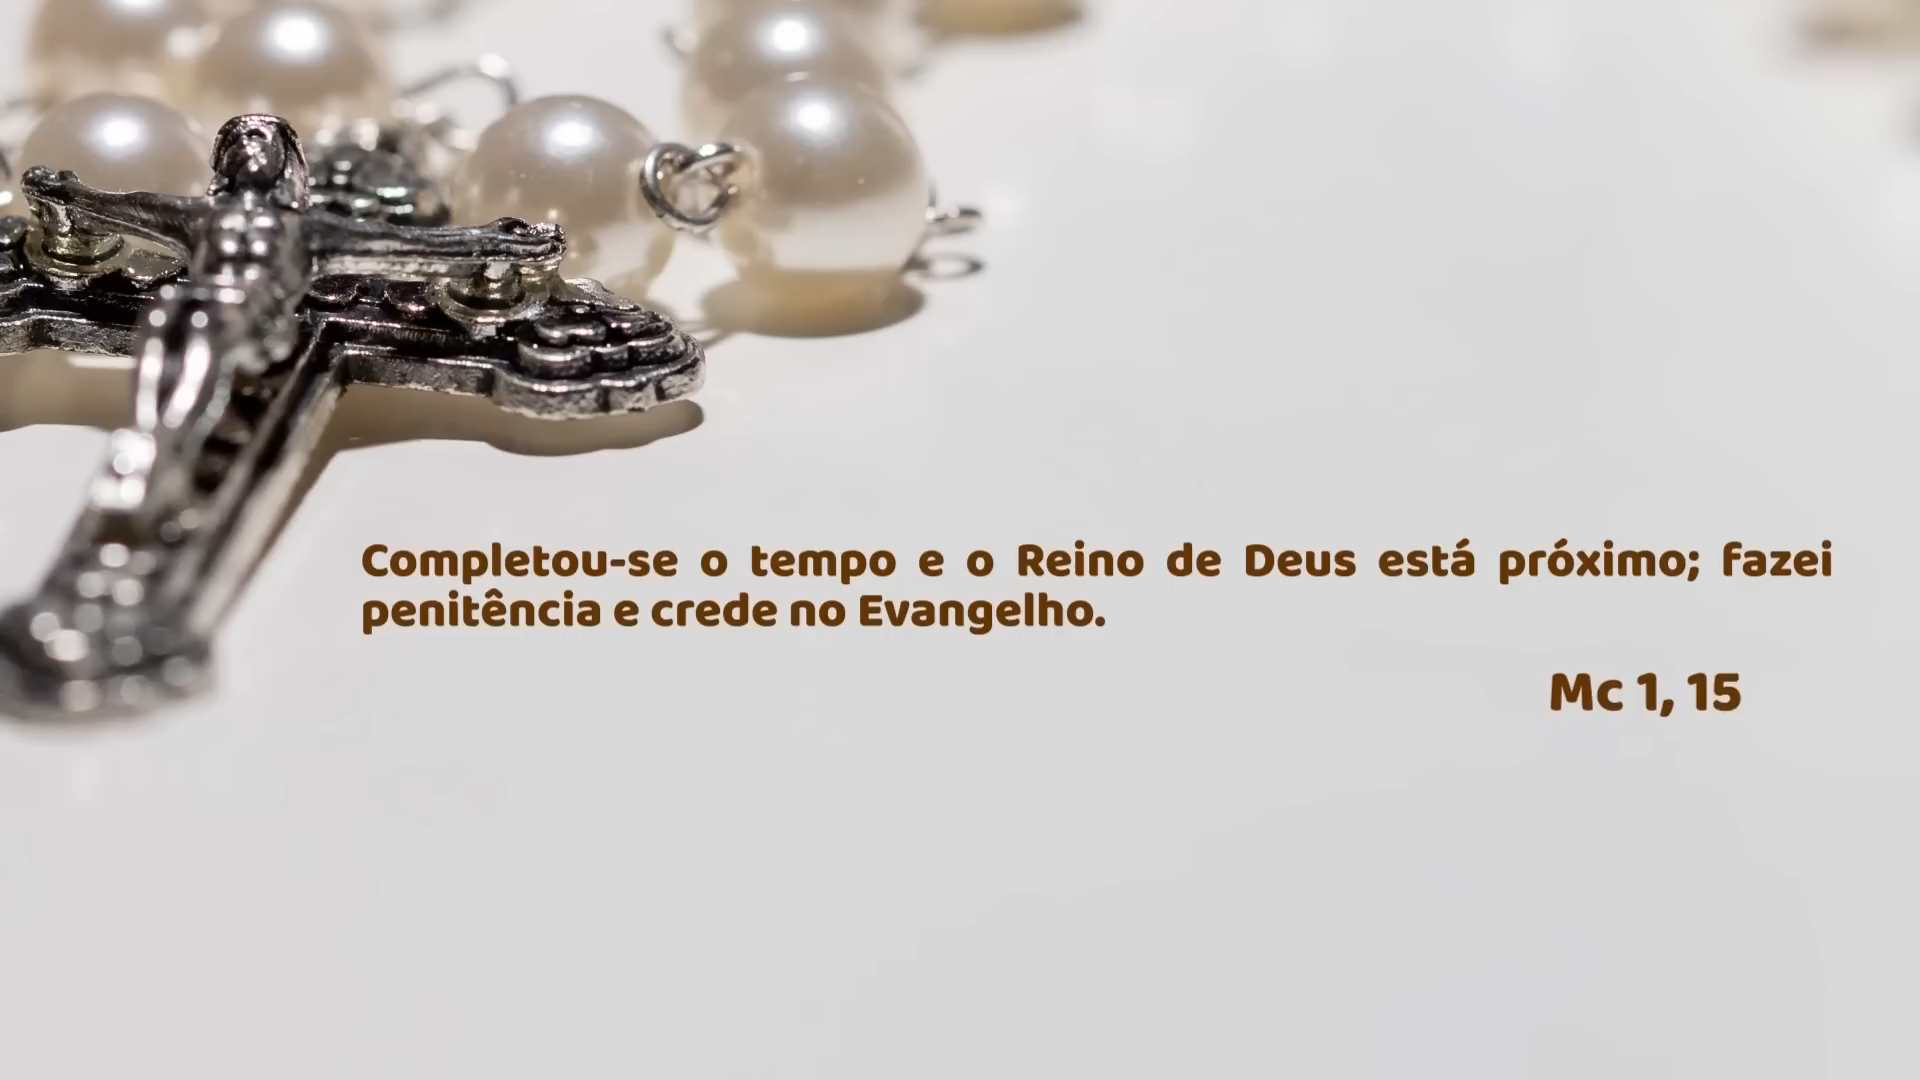 Completou-se o tempo e o Reino de Deus está próximo; fazei
penitência e crede no Evangelho.
Mc 1, 15